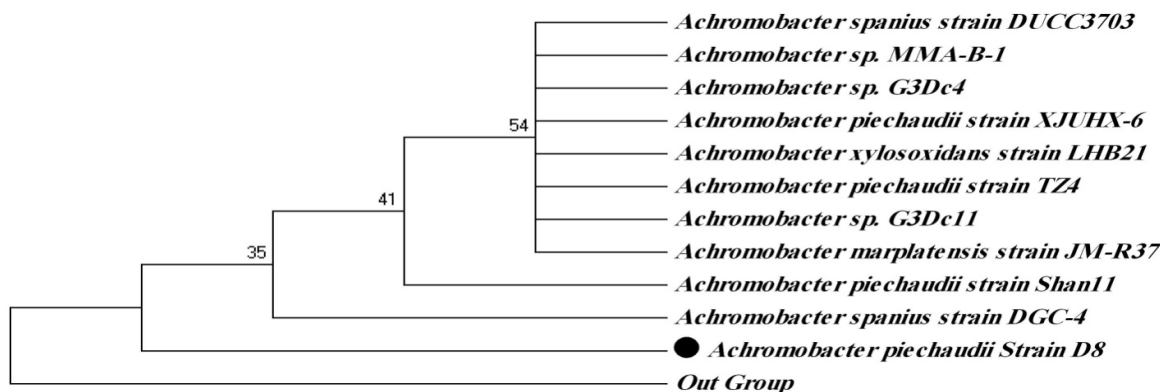 Achromobacter spanius strain DUCC3703
Achromobacter sp. MMA-B-1
Achromobacter sp. G3Dc4
54
Achromobacter piechaudii strain XJUHX-6
Achromobacter xylosoxidans strain LHB21
Achromobacter piechaudii strain TZ4
41
Achromobacter sp. G3Dc11
35
Achromobacter marplatensis strain JM-R37
Achromobacter piechaudii strain Shan11
Achromobacter spanius strain DGC-4
Achromobacter piechaudii Strain D8
Out Group